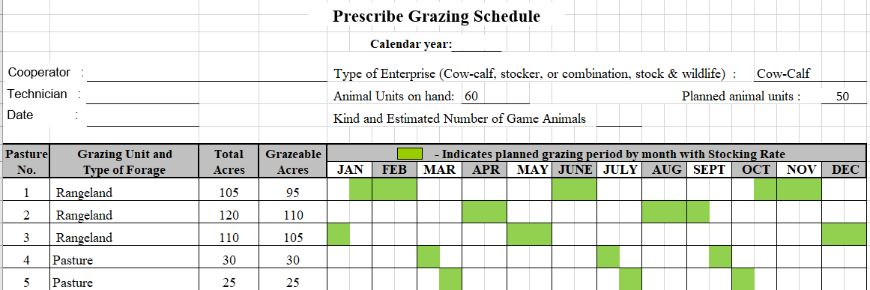 Prescribe Grazing Schedule
Calendar year:
Cooperator :
Type of Enterprise (Cow-calf, stocker, or combination, stock & wildlife) : Cow-Calf
Technician :
Animal Units on hand: 60 Planned animal units : 50
Date :
Kind and Estimated Number of Game Animals
Pasture No. Grazing Unit and Type of Forage Total Acres Grazeable Acres - Indicates planned grazing period by month with Stocking Rate
JAN FEB MAR APR MAY JUNE JULY AUG SEPT OCT NOV DEC
1 Rangeland 105 95
2 Rangeland 120 110
3 Rangeland 110 105
4 Pasture 30 30
5 Pasture 25 25